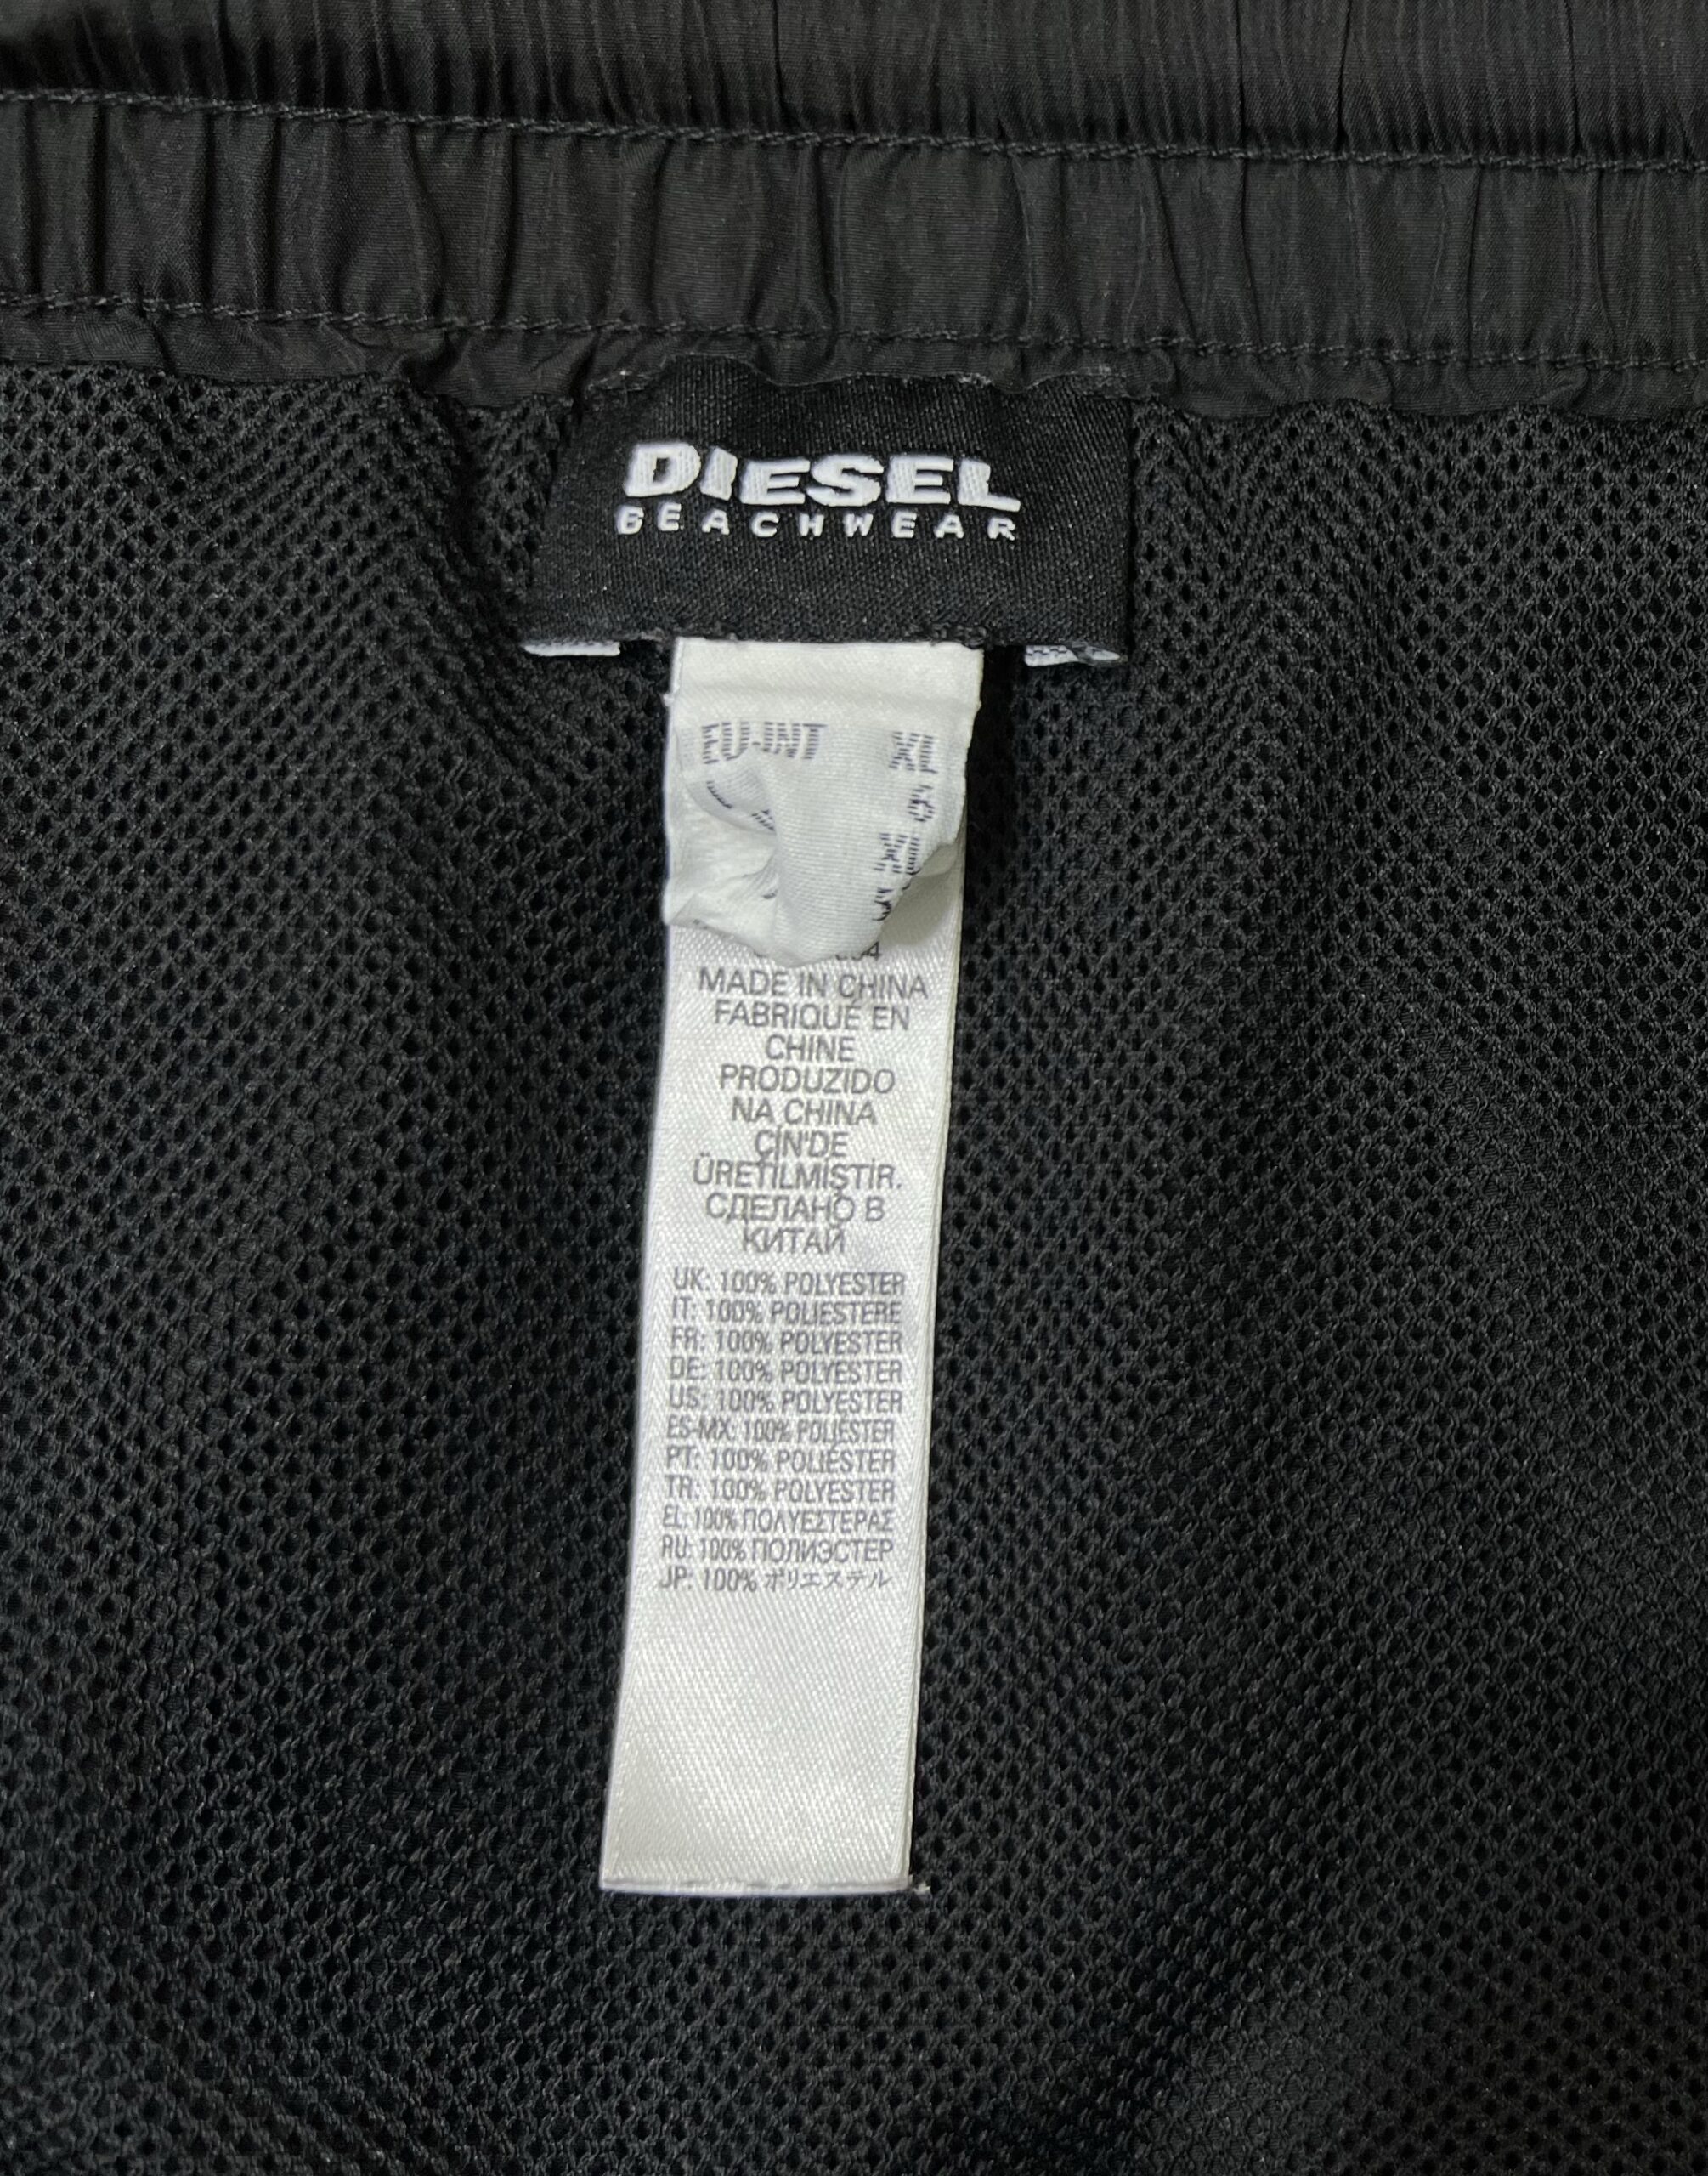 DIESEL
BEACHWEAR
EU-INT
MADE IN CHINA
FABRIQUÉ EN
CHINE
PRODUZIDO
NA CHINA
ÇİN'DE
ÜRETİLMİŞTİR.
СДЕЛАНО В
КИТАЙ
UK: 100% POLYESTER
IT: 100% POLIESTERE
FR: 100% POLYESTER
DE: 100% POLYESTER
US: 100% POLYESTER
ES-MX: 100% POLIÉSTER
PT: 100% POLIÉSTER
TR: 100% POLYESTER
EL: 100% ΠΟΛΥΕΣΤΕΡΑΣ
RU: 100% ПОЛИЭСТЕР
JP: 100% ポリエステル